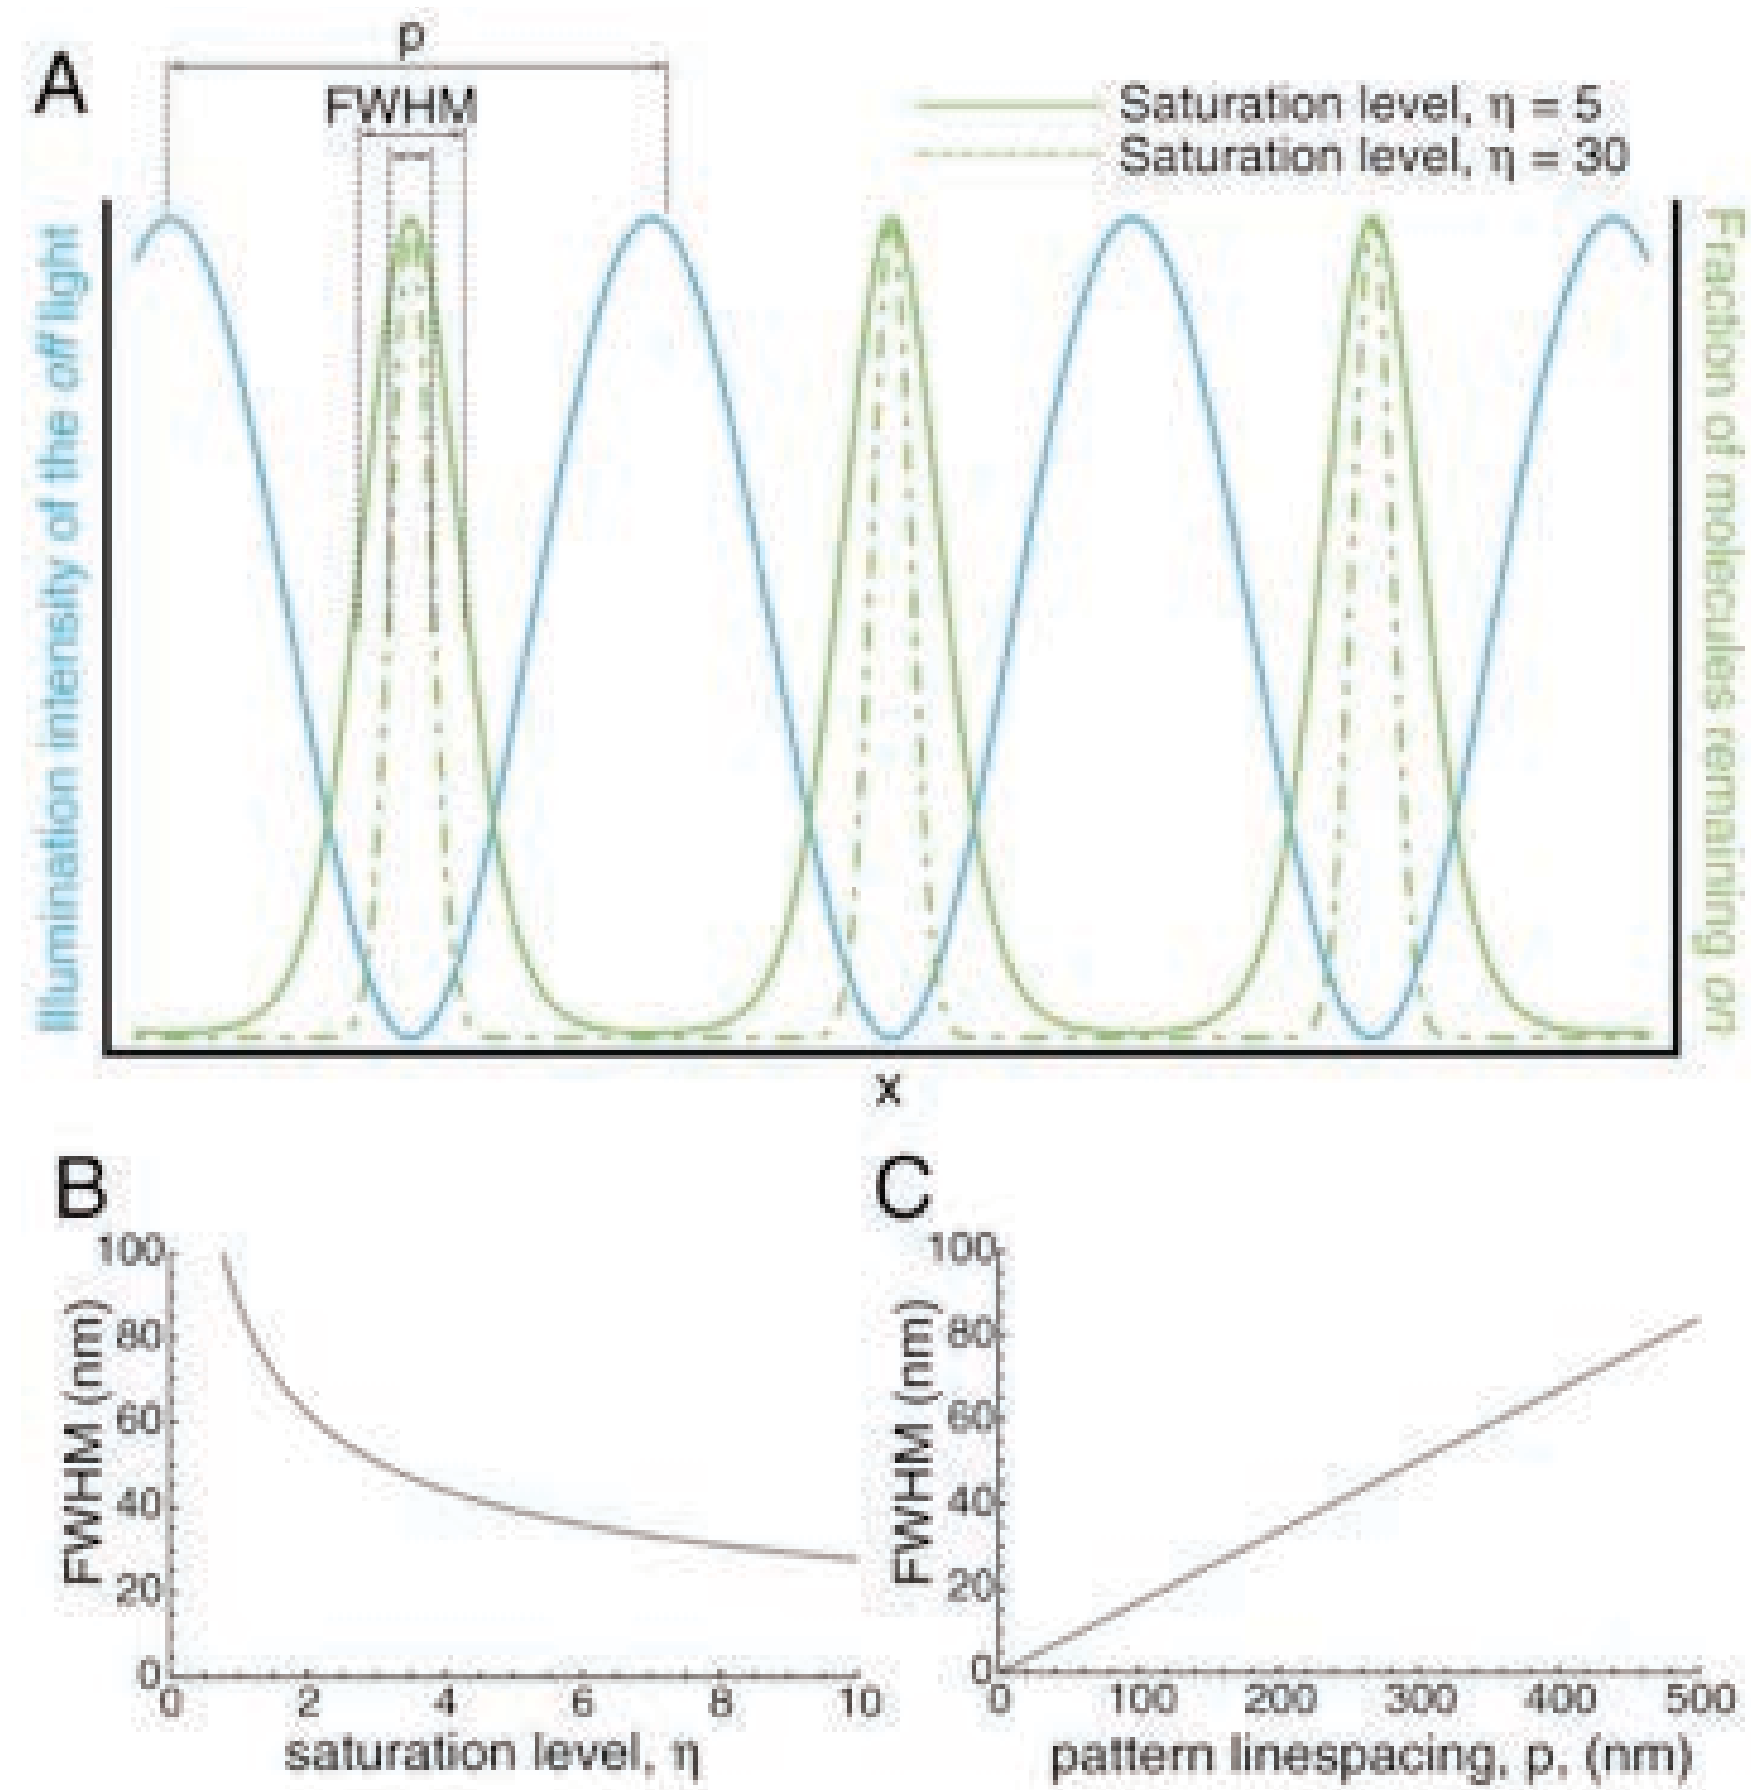 A
p
FWHM
Saturation level, η = 5
Saturation level, η = 30
Illumination intensity of the off light
Fraction of molecules remaining on
x
B
100
80
60
40
20
0
FWHM (nm)
0 2 4 6 8 10
saturation level, η
C
100
80
60
40
20
0
FWHM (nm)
0 100 200 300 400 500
pattern linespacing, p, (nm)